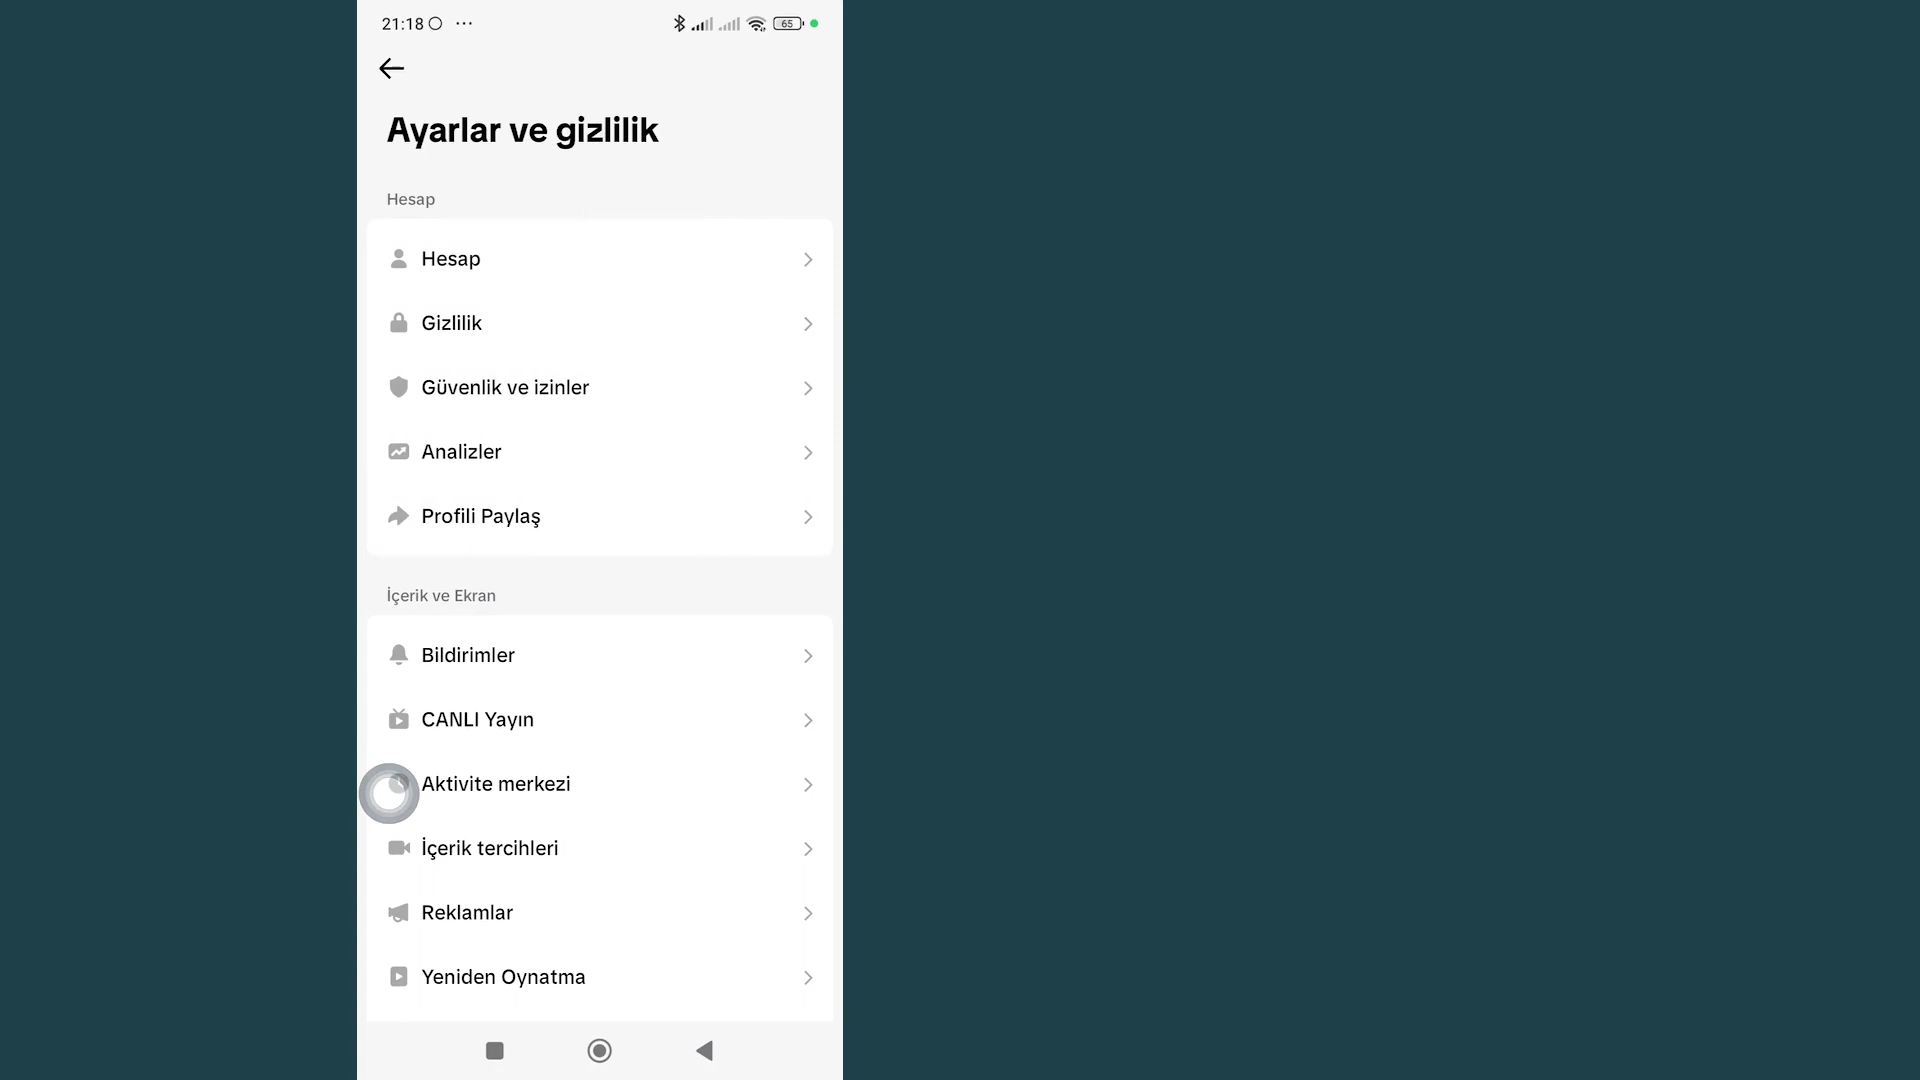 21:18
65
Ayarlar ve gizlilik
Hesap
Hesap
Gizlilik
Güvenlik ve izinler
Analizler
Profili Paylaş
İçerik ve Ekran
Bildirimler
CANLI Yayın
Aktivite merkezi
İçerik tercihleri
Reklamlar
Yeniden Oynatma